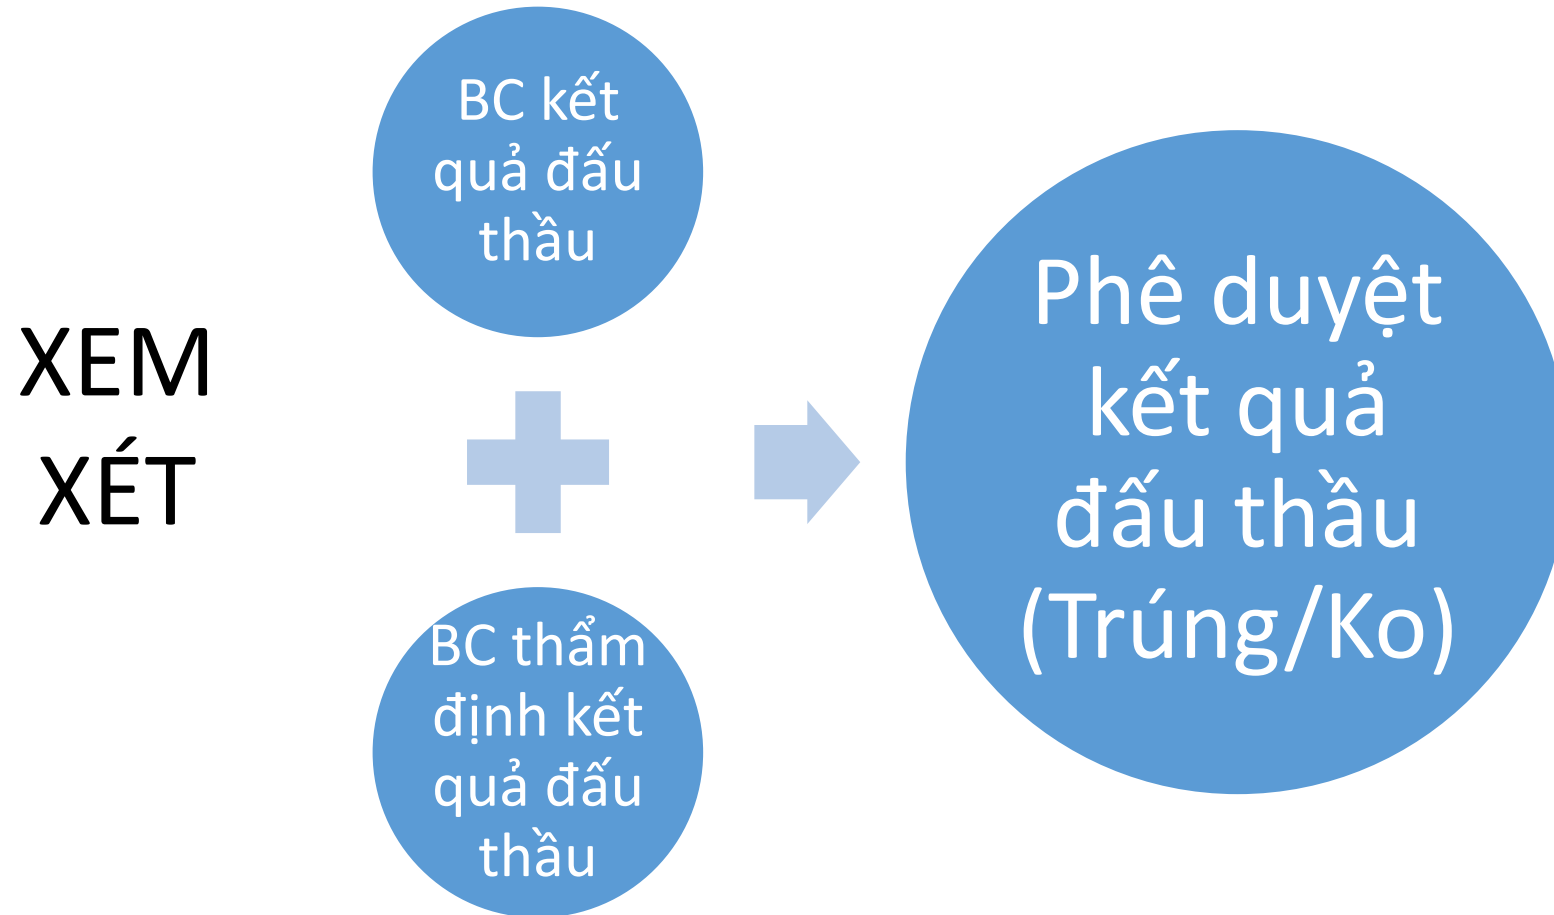 XEM
XÉT
BC kết
quả đấu
thầu
BC thẩm
định kết
quả đấu
thầu
Phê duyệt
kết quả
đấu thầu
(Trúng/Ko)